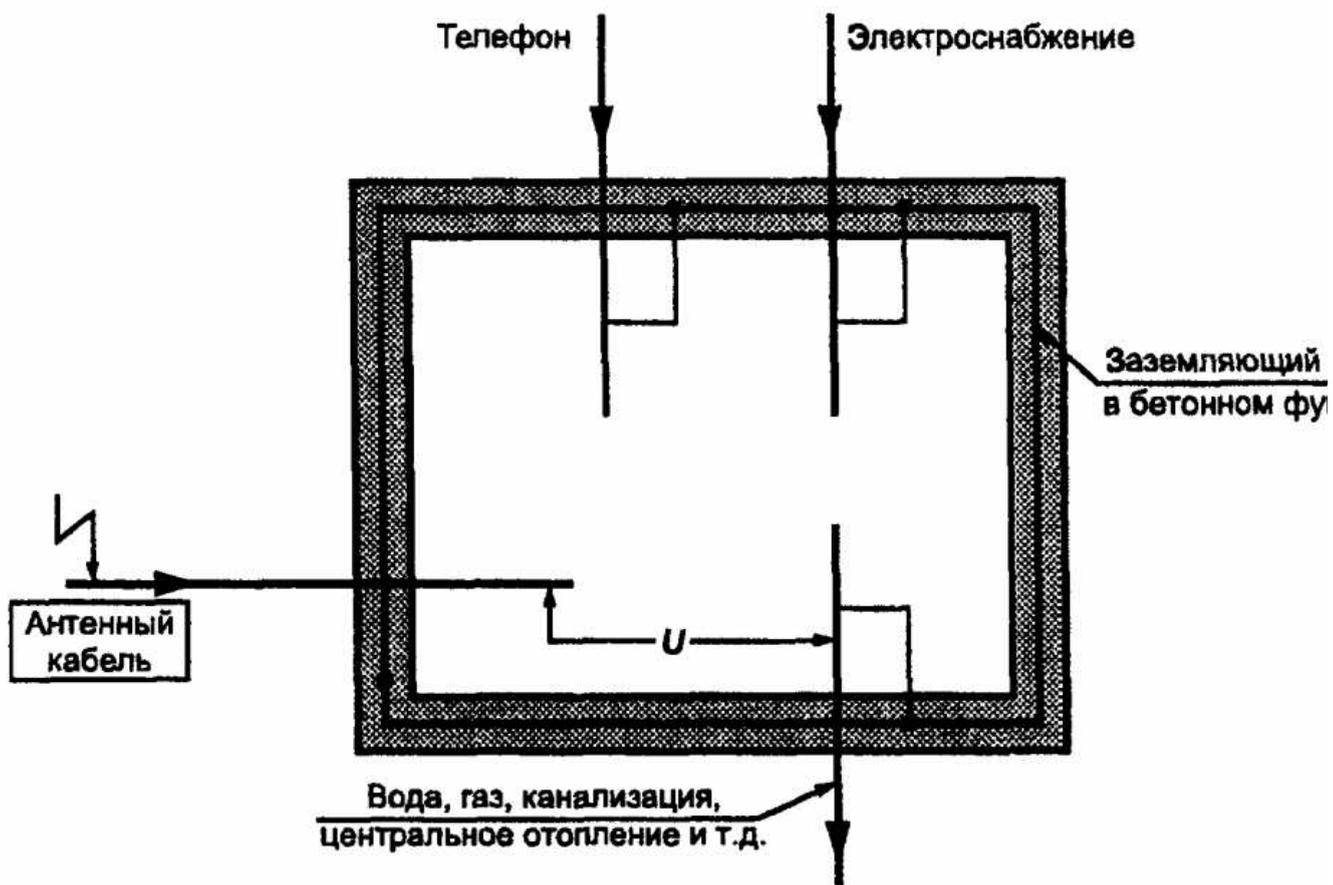 Телефон
Электроснабжение
Заземляющий
в бетонном
Антенный
кабель
U
Вода, газ, канализация,
центральное отопление и т.д.